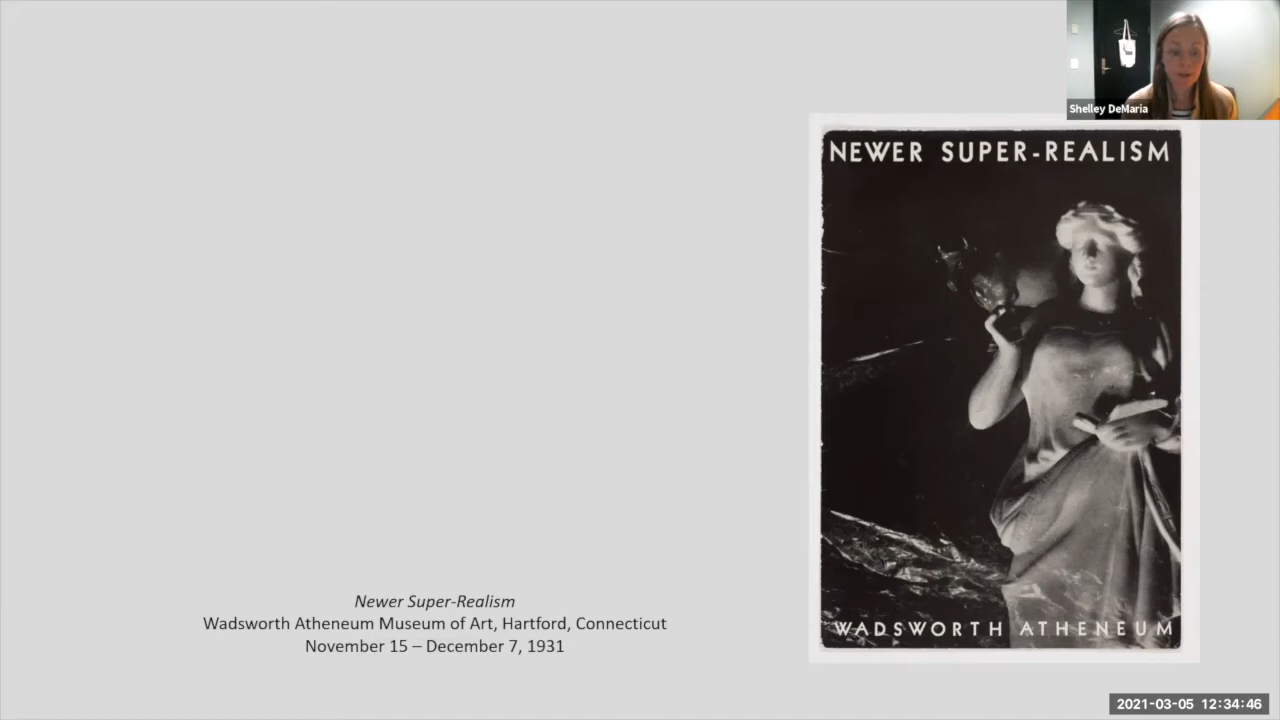 Shelley DeMaria
NEWER SUPER-REALISM
WADSWORTH ATHENEUM
Newer Super-Realism
Wadsworth Atheneum Museum of Art, Hartford, Connecticut
November 15 – December 7, 1931
2021-03-05 12:34:46